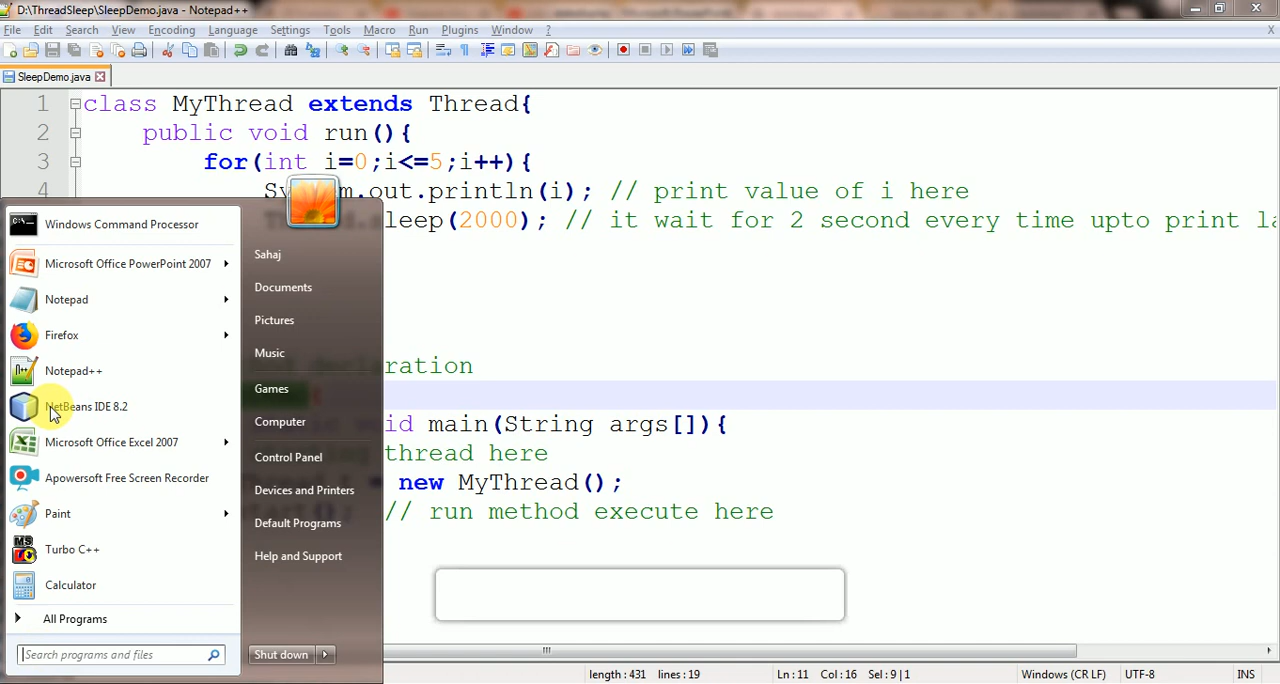 D:\ThreadSleep\SleepDemo.java - Notepad++
File Edit Search View Encoding Language Settings Tools Macro Run Plugins Window ? X
SleepDemo.java
1 class MyThread extends Thread{
2 public void run(){
3 for(int i=0;i<=5;i++){
4 Sy m.out.println(i); // print value of i here
leep(2000); // it wait for 2 second every time upto print la
aration
id main(String args[]){
thread here
= new MyThread();
// run method execute here
Windows Command Processor
Microsoft Office PowerPoint 2007
Notepad
Firefox
Notepad++
NetBeans IDE 8.2
Microsoft Office Excel 2007
Apowersoft Free Screen Recorder
Paint
Turbo C++
Calculator
All Programs
Search programs and files
Sahaj
Documents
Pictures
Music
Games
Computer
Control Panel
Devices and Printers
Default Programs
Help and Support
Shut down
length : 431 lines : 19 Ln : 11 Col : 16 Sel : 9 | 1 Windows (CR LF) UTF-8 INS